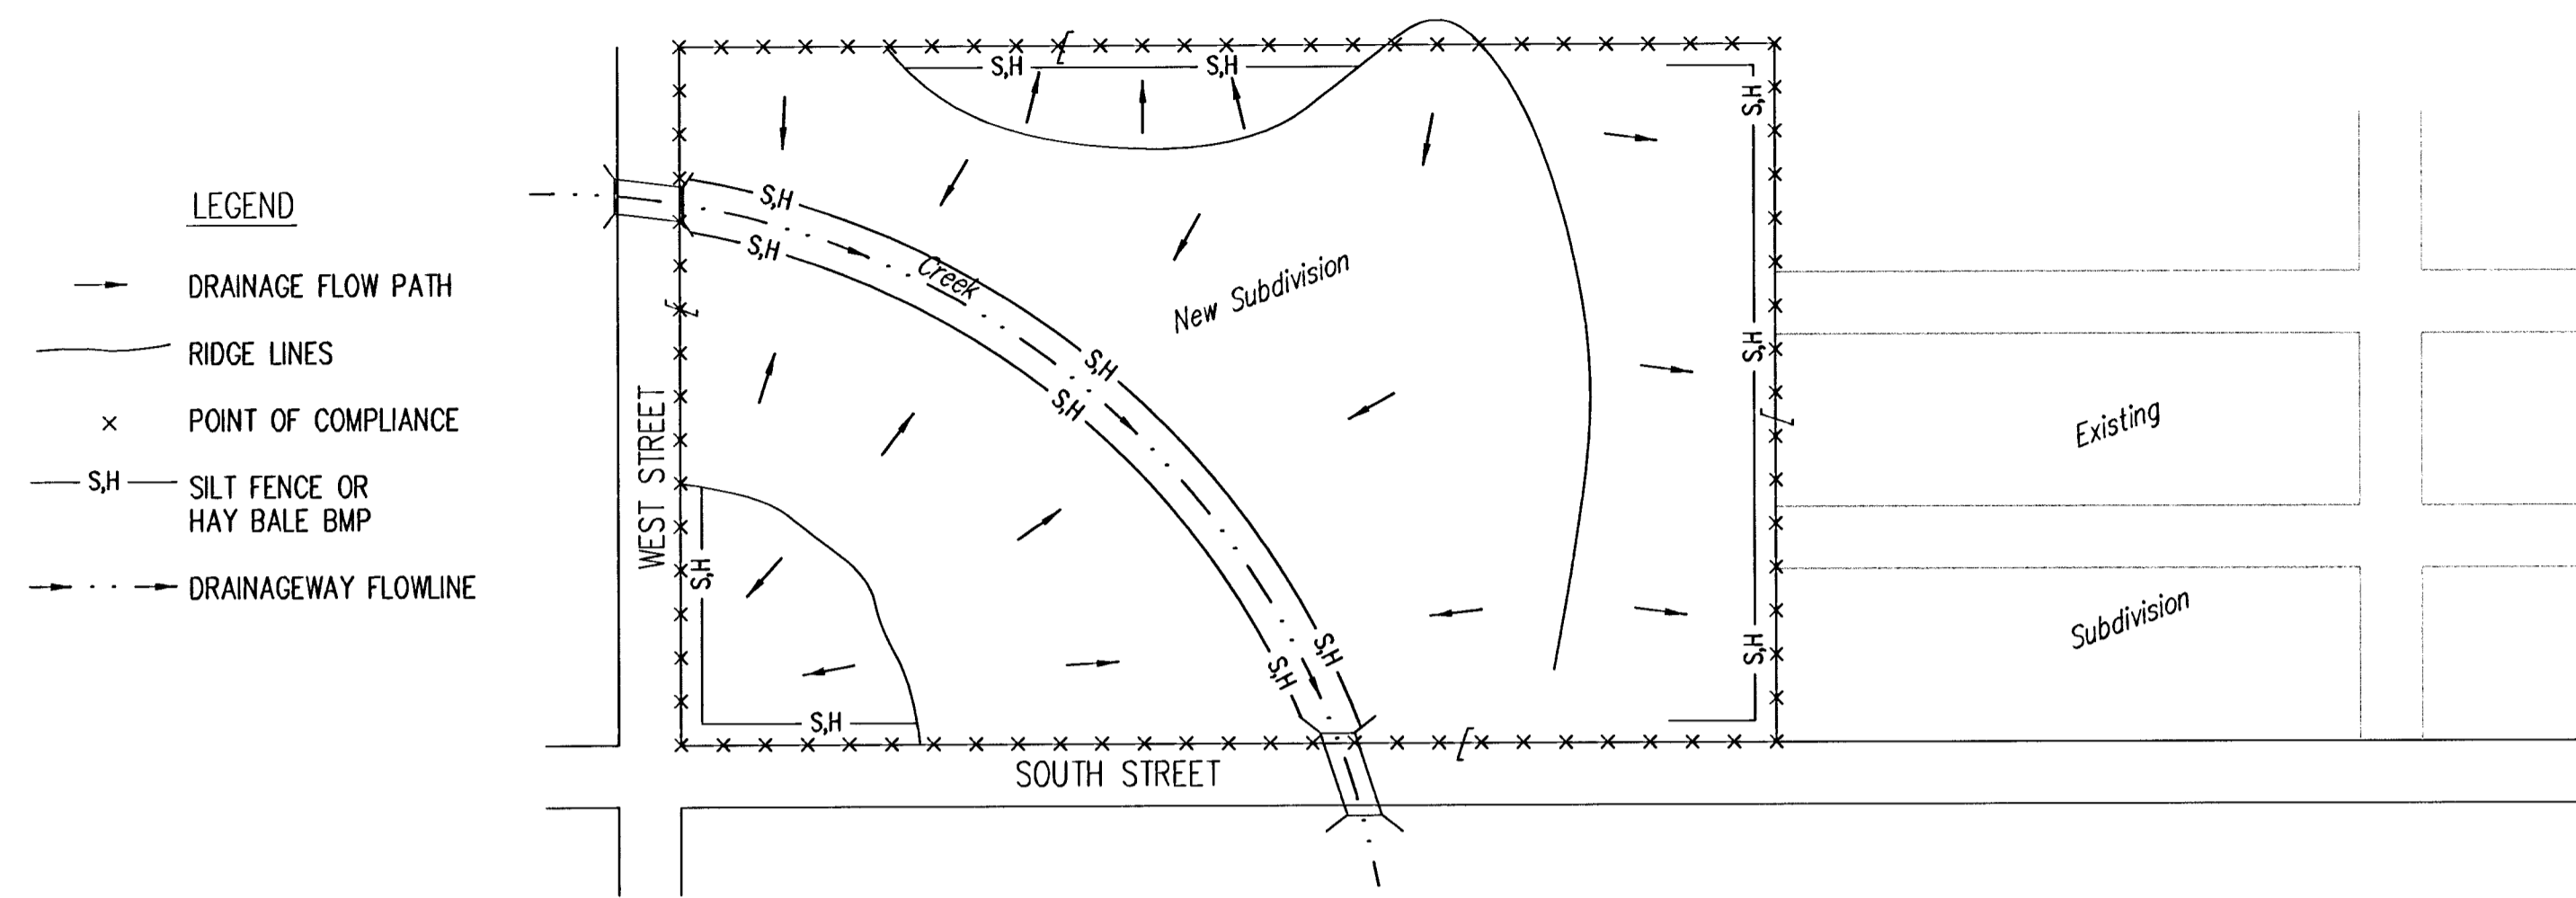 LEGEND
DRAINAGE FLOW PATH
RIDGE LINES
× POINT OF COMPLIANCE
S,H SILT FENCE OR
HAY BALE BMP
DRAINAGEWAY FLOWLINE
S,H
S,H
S,H
S,H
S,H
Creek
New Subdivision
S,H
S,H
S,H
WEST STREET
Existing
S,H
Subdivision
S,H
S,H
S,H
S,H
SOUTH STREET